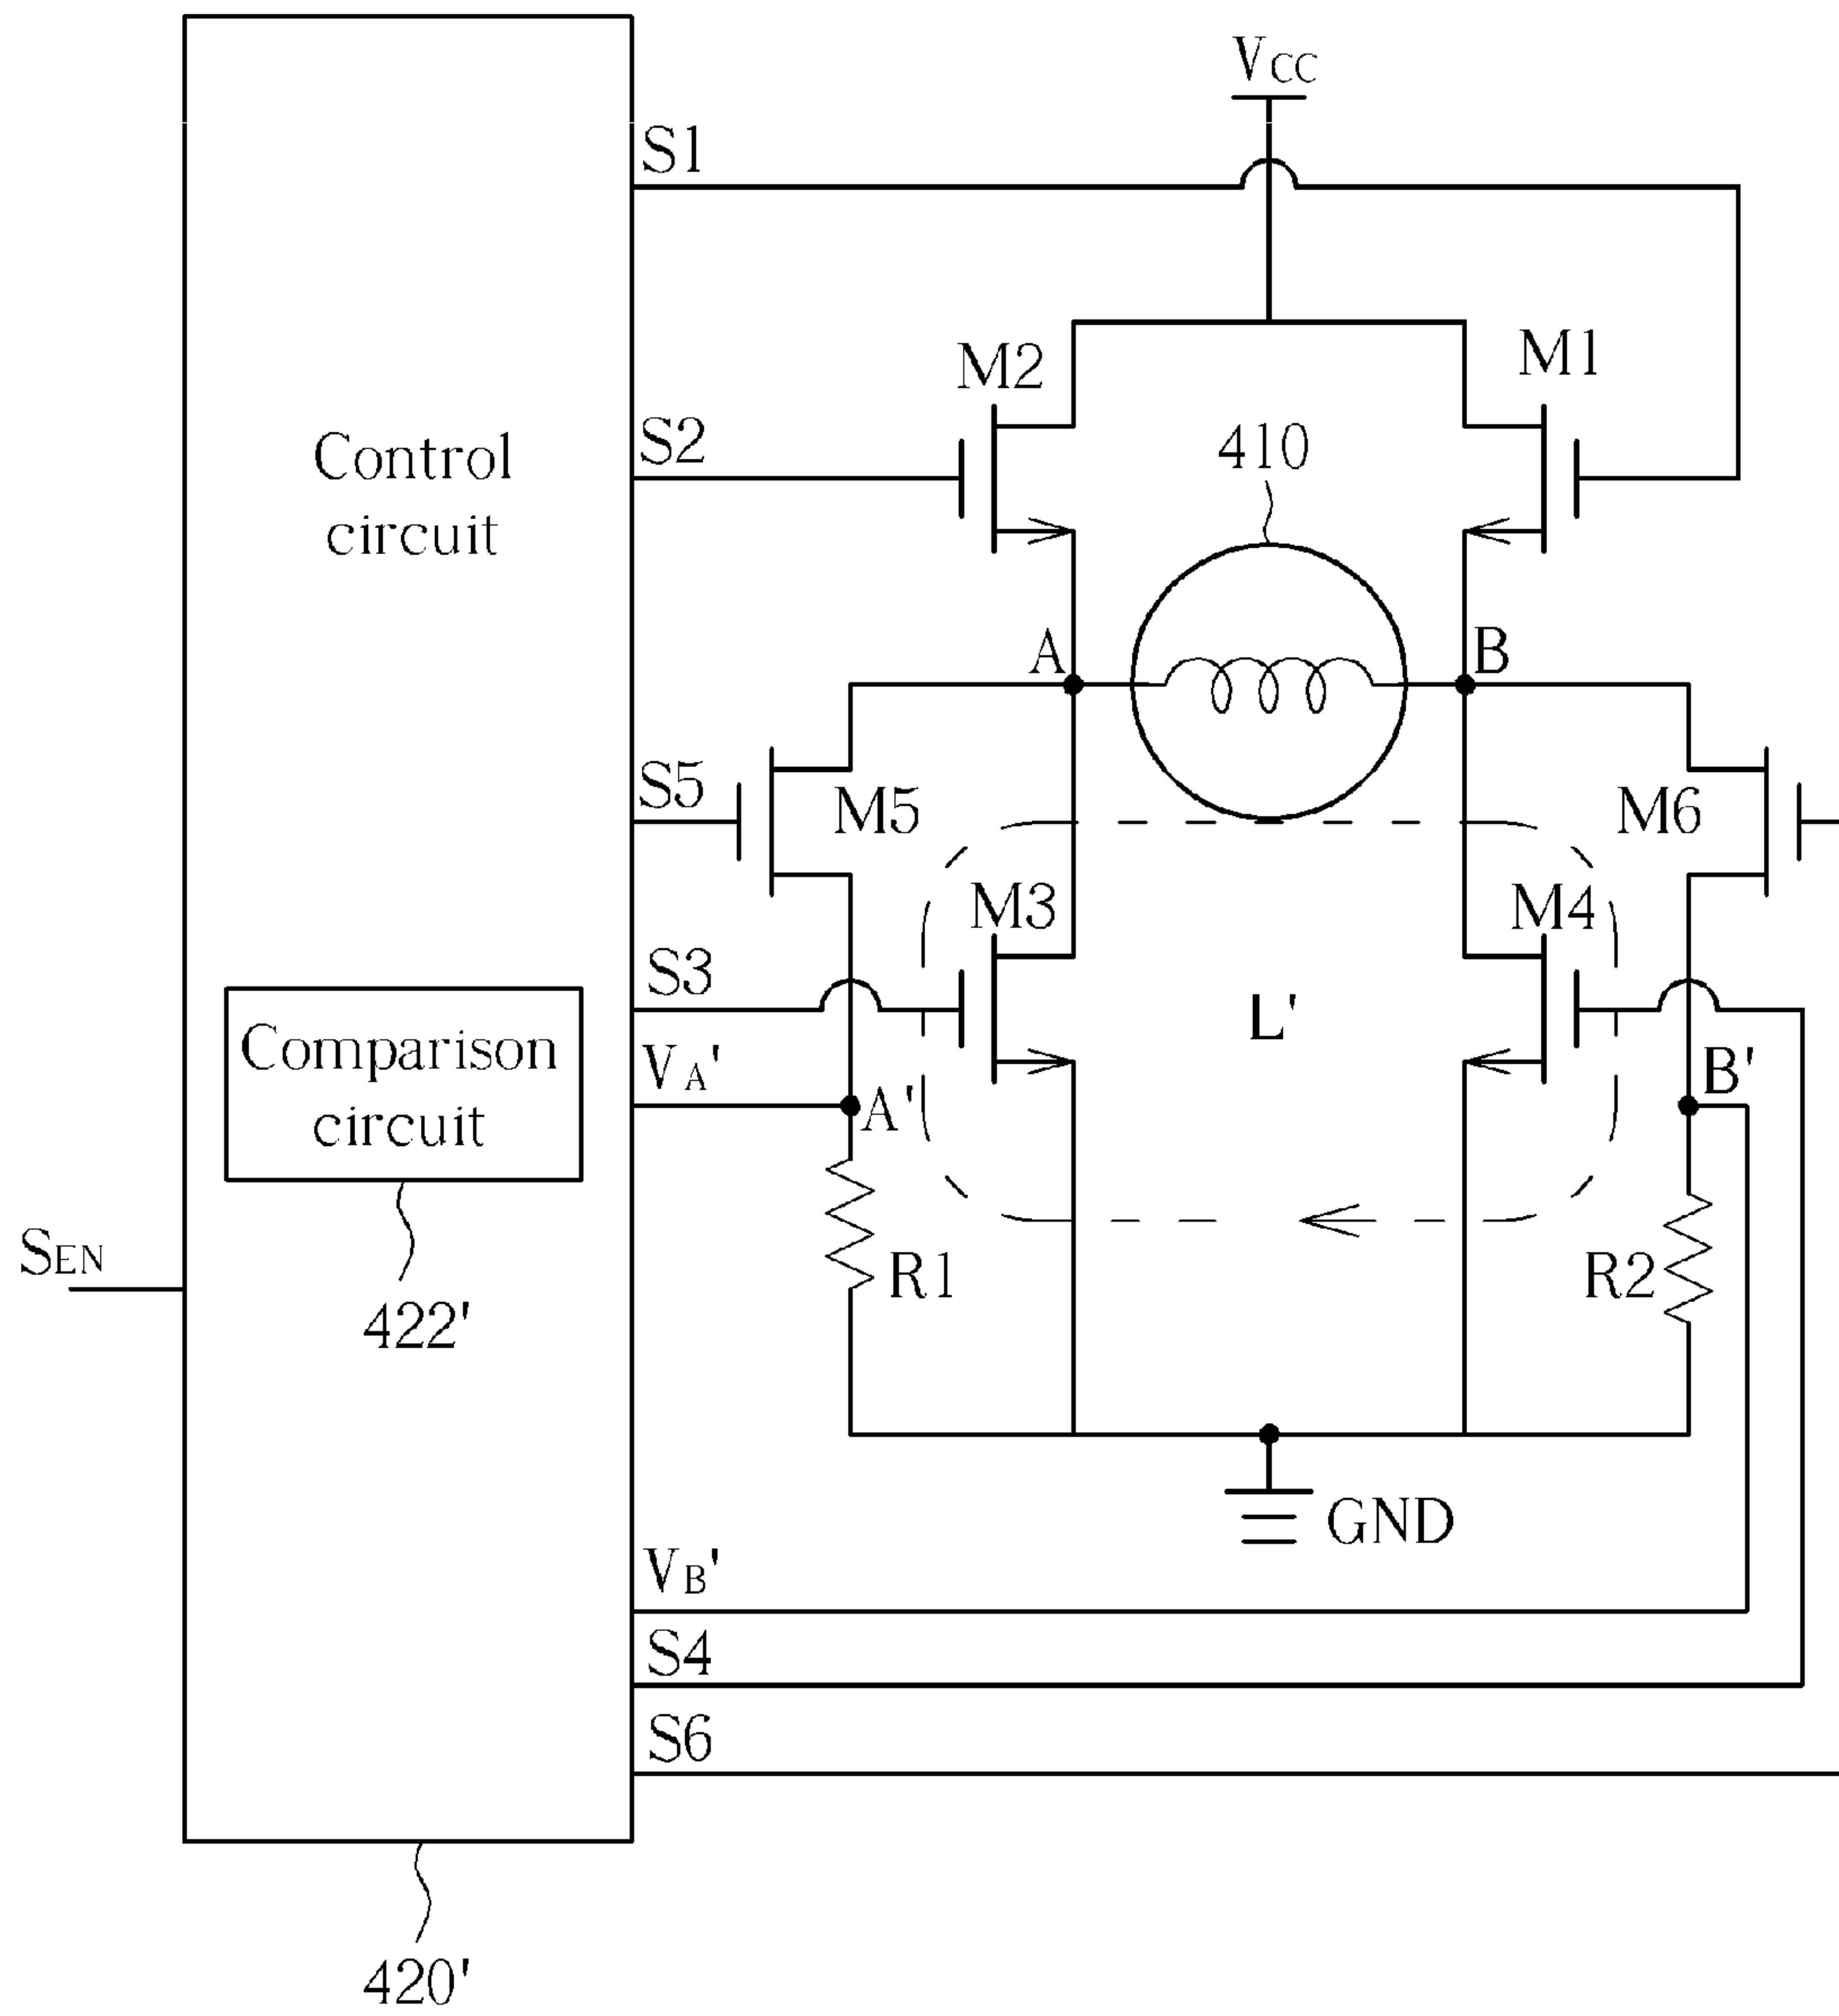 VCC
S1
M2
M1
S2
410
Control
circuit
A
B
S5
M5
M6
M3
M4
S3
L'
Comparison
circuit
VA'
A'
B'
SEN
R1
R2
422'
GND
VB'
S4
S6
420'